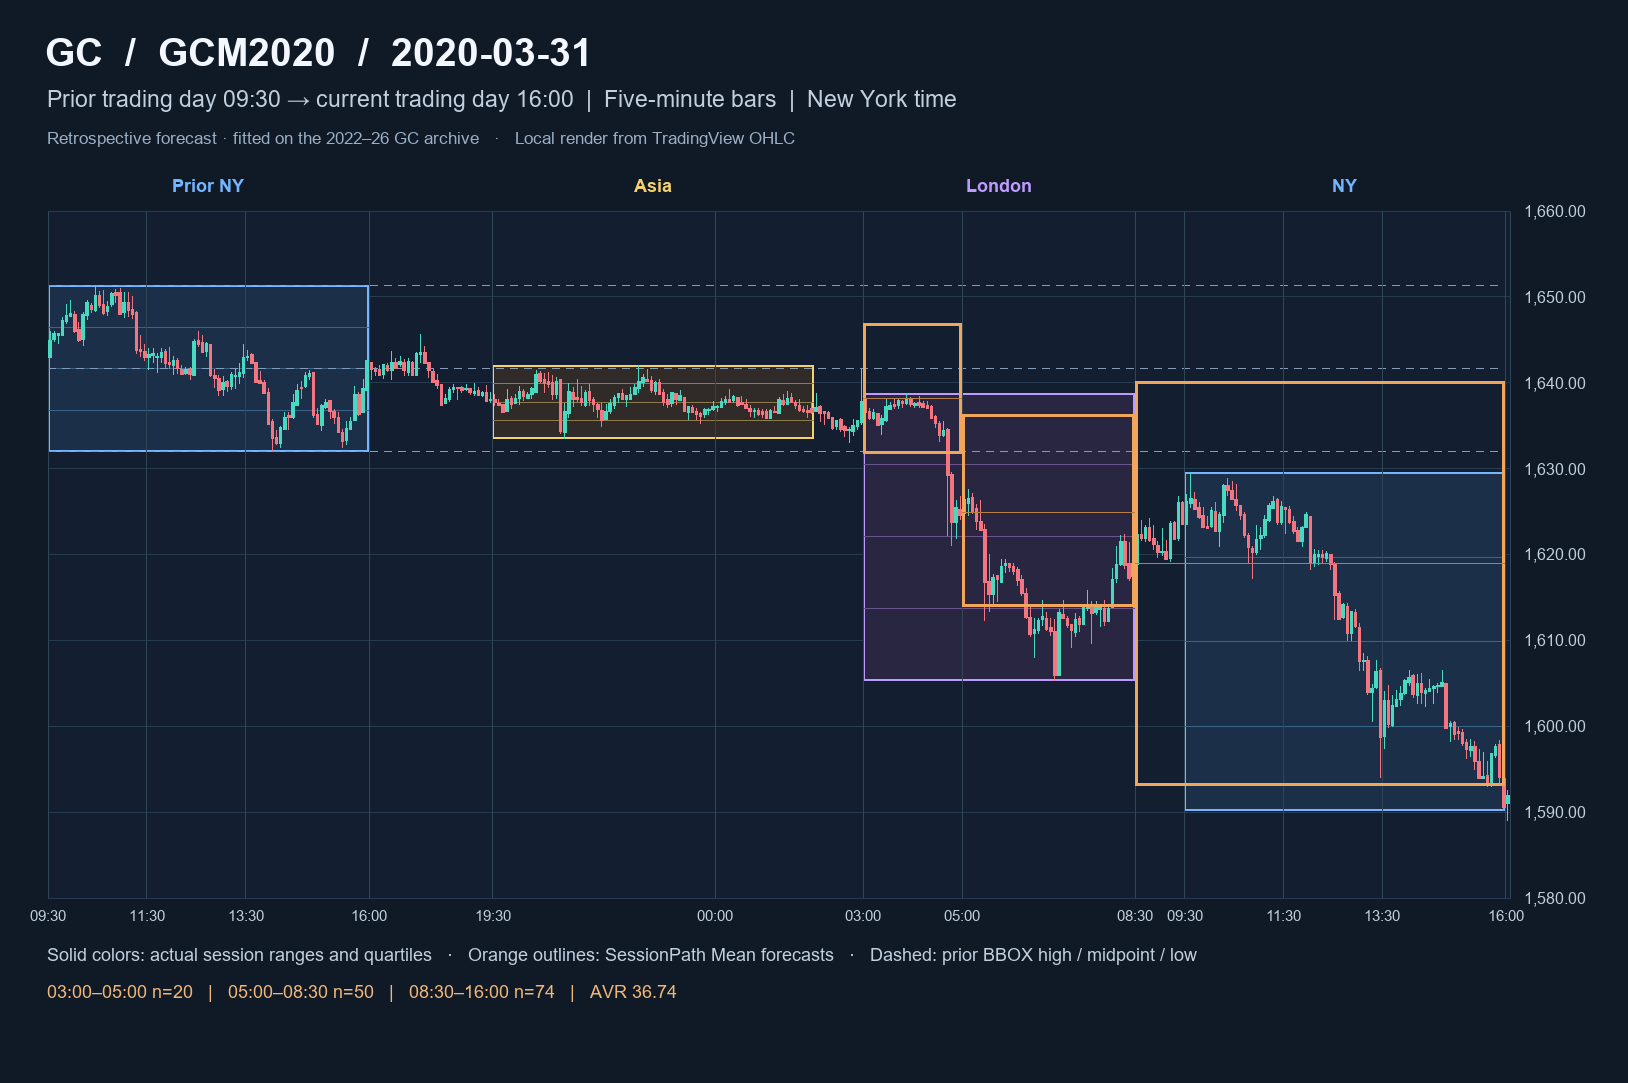 GC / GCM2020 / 2020-03-31
Prior trading day 09:30 → current trading day 16:00 | Five-minute bars | New York time
Retrospective forecast · fitted on the 2022–26 GC archive · Local render from TradingView OHLC
Prior NY Asia London NY
1,660.00
1,650.00
1,640.00
1,630.00
1,620.00
1,610.00
1,600.00
1,590.00
1,580.00
09:30 11:30 13:30 16:00 19:30 00:00 03:00 05:00 08:30 09:30 11:30 13:30 16:00
Solid colors: actual session ranges and quartiles · Orange outlines: SessionPath Mean forecasts · Dashed: prior BBOX high / midpoint / low
03:00–05:00 n=20 | 05:00–08:30 n=50 | 08:30–16:00 n=74 | AVR 36.74